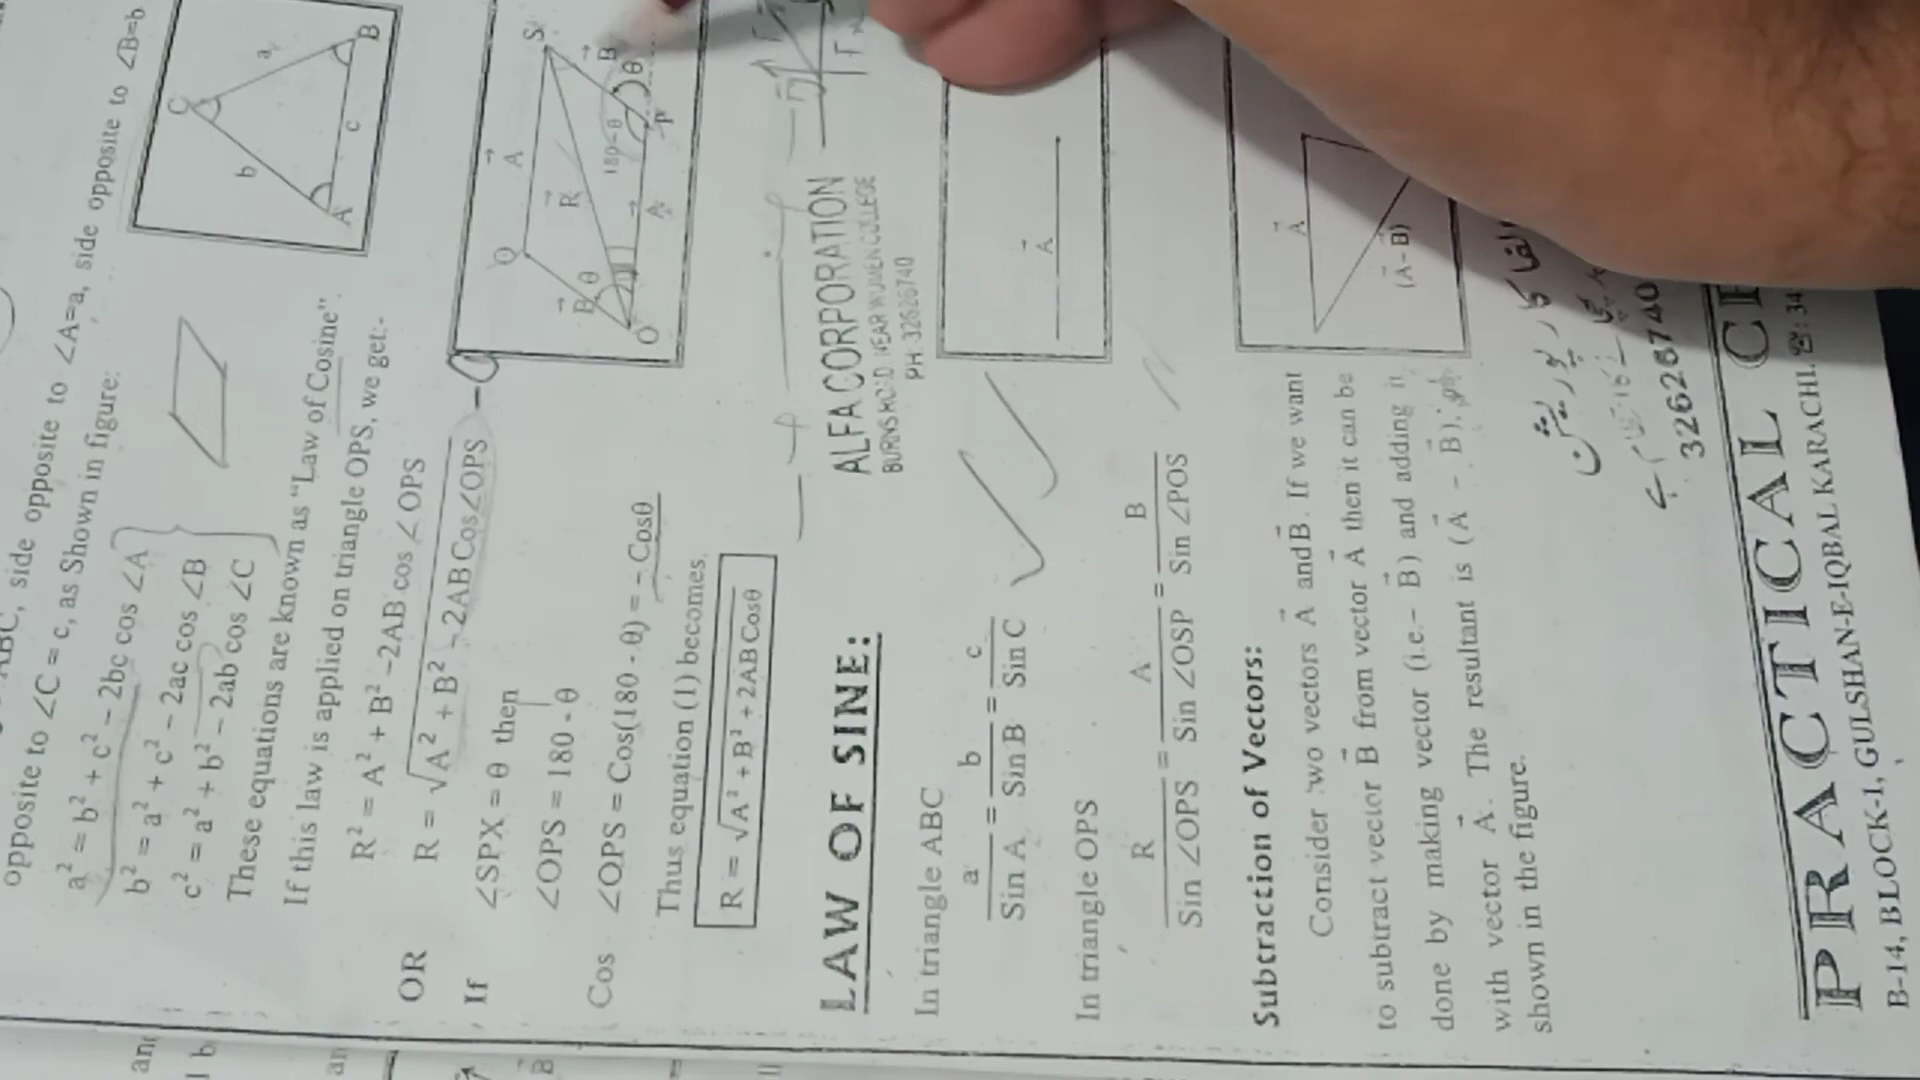 opposite to ∠C = c, side opposite to ∠A=a, side opposite to ∠B=b
as Shown in figure:
a² = b² + c² - 2bc cos ∠A
b² = a² + c² - 2ac cos ∠B
c² = a² + b² - 2ab cos ∠C
C
b
a
A
c
B
These equations are known as "Law of Cosine".
If this law is applied on triangle OPS, we get:-
R² = A² + B² -2AB cos ∠OPS
OR R = √A² + B² - 2AB Cos∠OPS
If ∠SPX = θ then
∠OPS = 180 - θ
Cos ∠OPS = Cos(180 - θ) = - Cosθ
Thus equation (1) becomes
R = √A² + B² + 2AB Cosθ
Q
A⃗
S
B⃗
θ
R⃗
B⃗
180-θ
θ
O
A⃗
P
LAW OF SINE:
ALFA CORPORATION
BURNS ROAD NEAR WOMEN COLLEGE
PH: 32626740
In triangle ABC
a/Sin A = b/Sin B = c/Sin C
A⃗
In triangle OPS
R/Sin ∠OPS = A/Sin ∠OSP = B/Sin ∠POS
Subtraction of Vectors:
Consider two vectors A⃗ and B⃗. If we want
to subtract vector B⃗ from vector A⃗ then it can be
done by making vector (i.e.- B⃗) and adding it
with vector A⃗. The resultant is (A⃗ - B⃗),
shown in the figure.
A⃗
(A⃗-B⃗)
32626740
PRACTICAL
B-14, BLOCK-1, GULSHAN-E-IQBAL KARACHI. ☎: 34